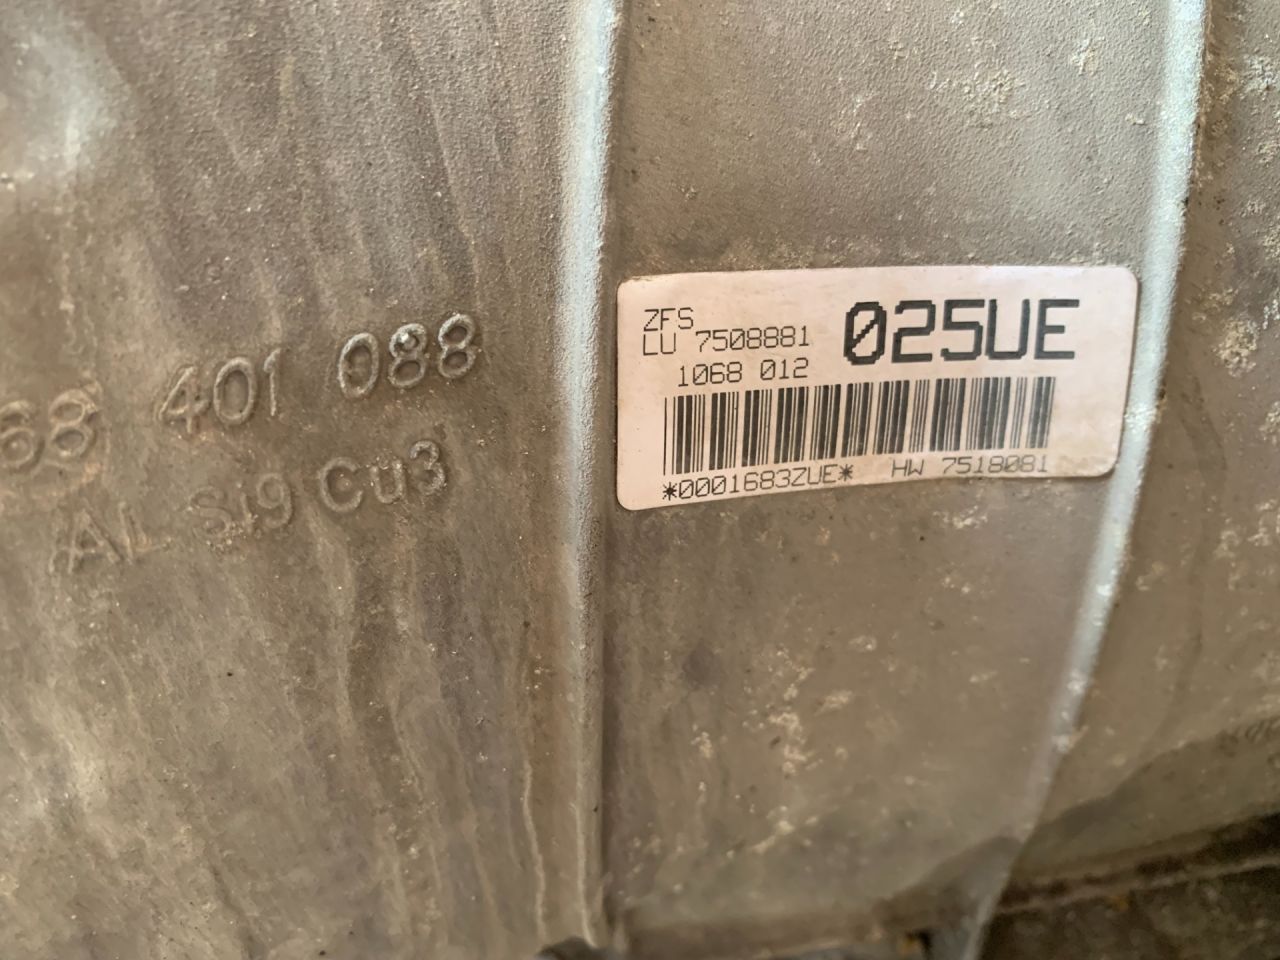 68 401 088
AL Si9 Cu3
ZFS
LU 7508881
025UE
1068 012
*0001683ZUE* HW 7518081